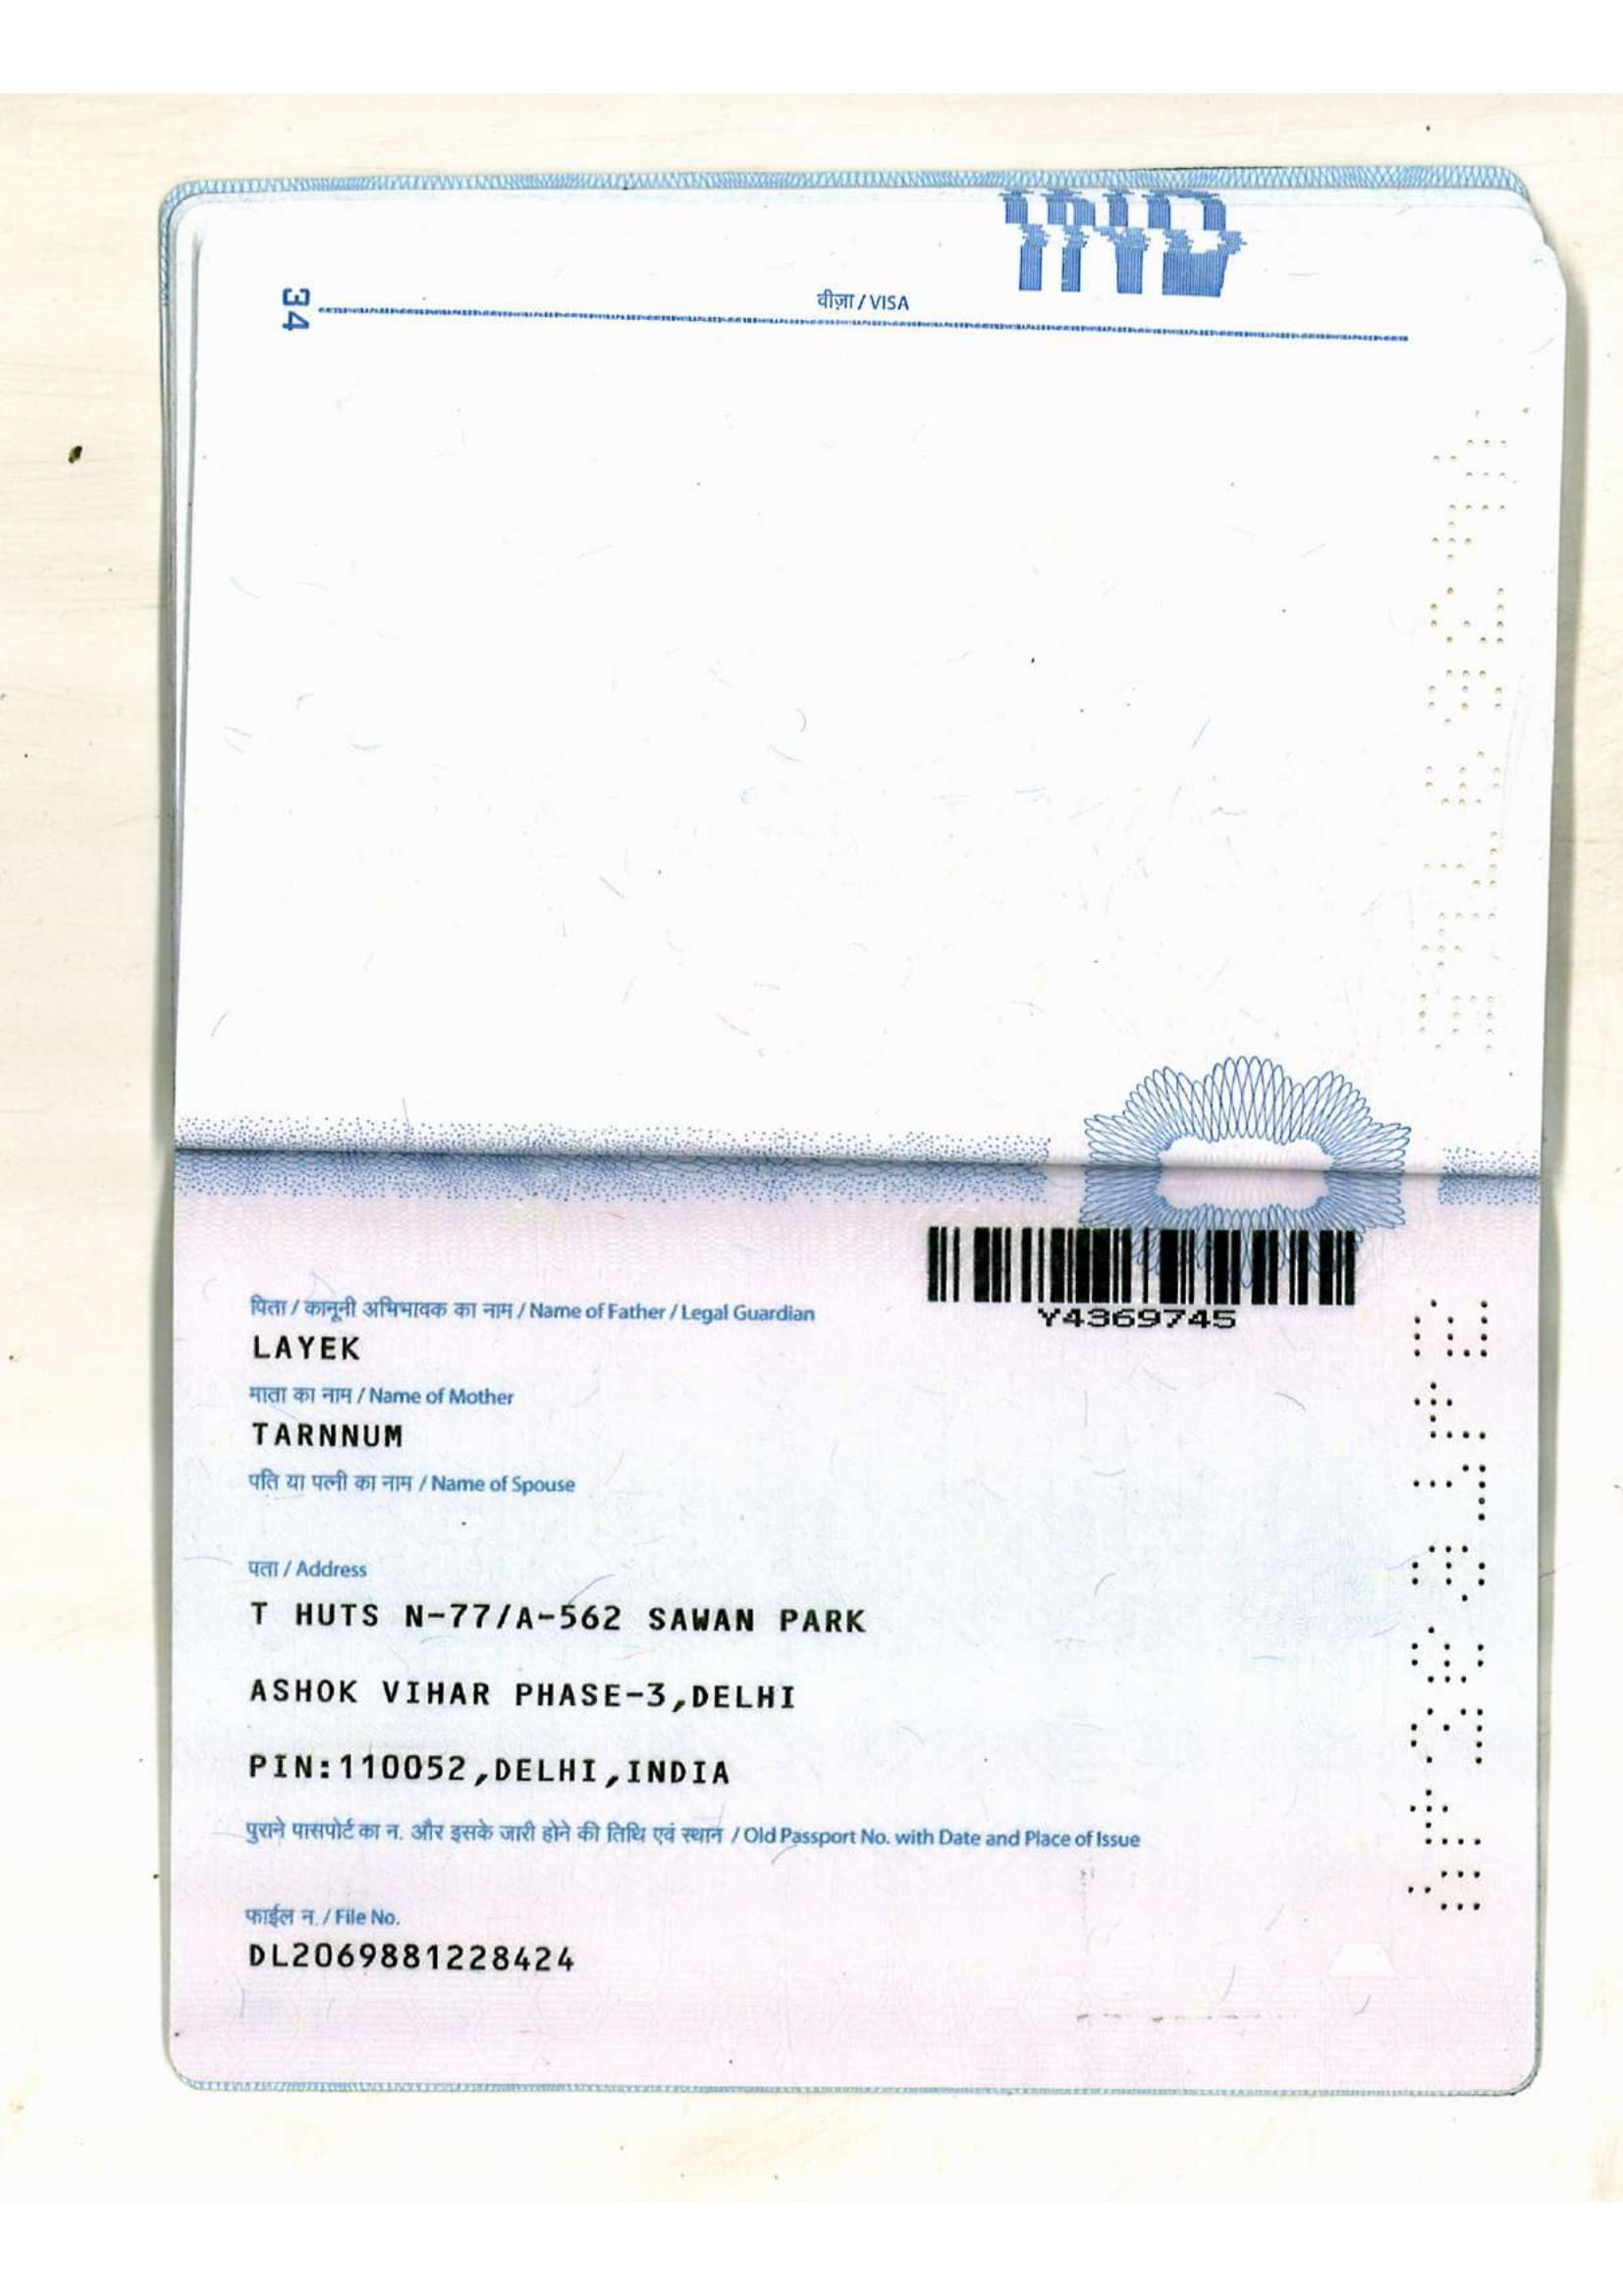 34
वीज़ा / VISA
IND
Y4369745
पिता / कानूनी अभिभावक का नाम / Name of Father / Legal Guardian
LAYEK
माता का नाम / Name of Mother
TARNNUM
पति या पत्नी का नाम / Name of Spouse
पता / Address
T HUTS N-77/A-562 SAWAN PARK
ASHOK VIHAR PHASE-3,DELHI
PIN:110052,DELHI,INDIA
पुराने पासपोर्ट का न. और इसके जारी होने की तिथि एवं स्थान / Old Passport No. with Date and Place of Issue
फाईल न. / File No.
DL2069881228424